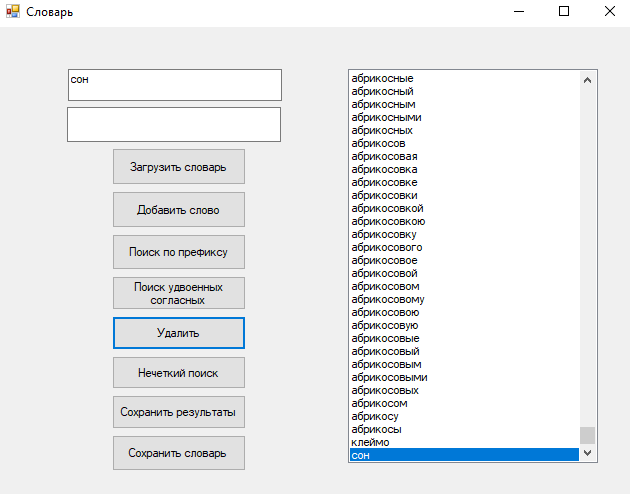 Словарь
сон
Загрузить словарь
Добавить слово
Поиск по префиксу
Поиск удвоенных
согласных
Удалить
Нечеткий поиск
Сохранить результаты
Сохранить словарь
абрикосные
абрикосный
абрикосным
абрикосными
абрикосных
абрикосов
абрикосовая
абрикосовка
абрикосовке
абрикосовки
абрикосовкой
абрикосовкою
абрикосовку
абрикосового
абрикосовое
абрикосовой
абрикосовом
абрикосовому
абрикосовою
абрикосовую
абрикосовые
абрикосовый
абрикосовым
абрикосовыми
абрикосовых
абрикосом
абрикосу
абрикосы
клеймо
сон